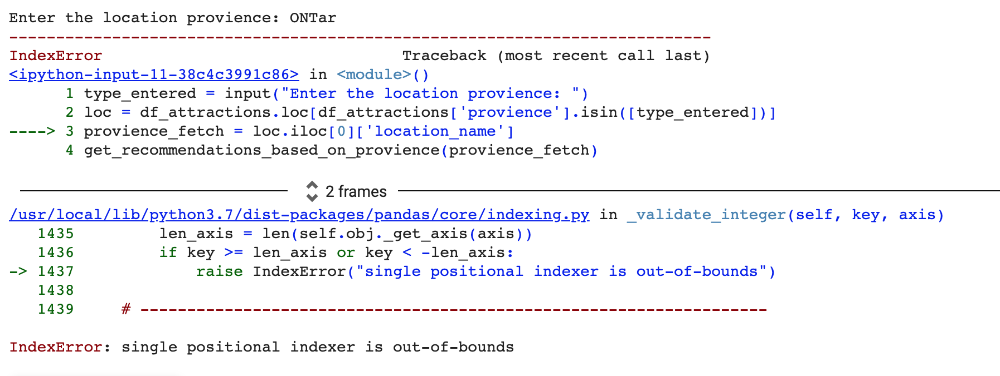 Enter the location provience: ONTar
---------------------------------------------------------------------------
IndexError                                Traceback (most recent call last)
<ipython-input-11-38c4c3991c86> in <module>()
      1 type_entered = input("Enter the location provience: ")
      2 loc = df_attractions.loc[df_attractions['provience'].isin([type_entered])]
----> 3 provience_fetch = loc.iloc[0]['location_name']
      4 get_recommendations_based_on_provience(provience_fetch)
2 frames
/usr/local/lib/python3.7/dist-packages/pandas/core/indexing.py in _validate_integer(self, key, axis)
   1435         len_axis = len(self.obj._get_axis(axis))
   1436         if key >= len_axis or key < -len_axis:
-> 1437             raise IndexError("single positional indexer is out-of-bounds")
   1438
   1439     # -------------------------------------------------------------------
IndexError: single positional indexer is out-of-bounds